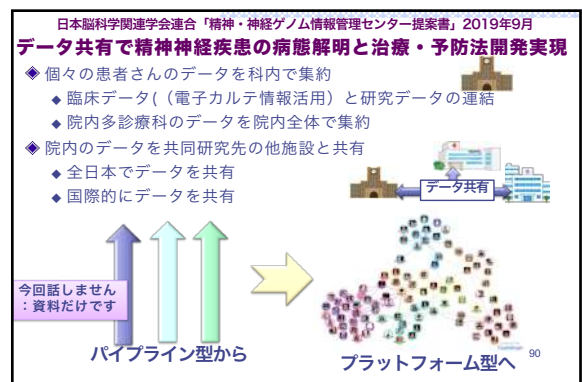 日本脳科学関連学会連合「精神・神経ゲノム情報管理センター提案書」2019年9月
データ共有で精神神経疾患の病態解明と治療・予防法開発実現
◆ 個々の患者さんのデータを科内で集約
◆ 臨床データ(（電子カルテ情報活用）と研究データの連結
◆ 院内多診療科のデータを院内全体で集約
◆ 院内のデータを共同研究先の他施設と共有
◆ 全日本でデータを共有
◆ 国際的にデータを共有
データ共有
今回話しません
：資料だけです
パイプライン型から
プラットフォーム型へ
90